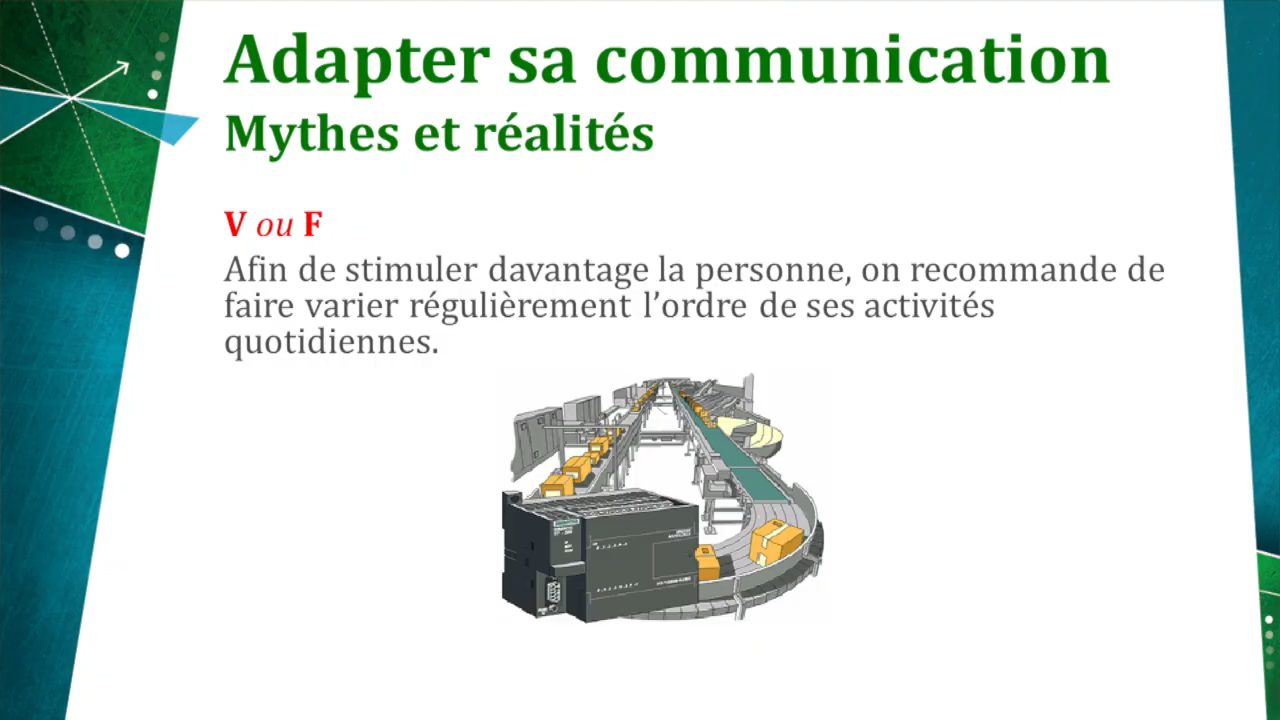 Adapter sa communication
Mythes et réalités
V ou F
Afin de stimuler davantage la personne, on recommande de
faire varier régulièrement l’ordre de ses activités
quotidiennes.